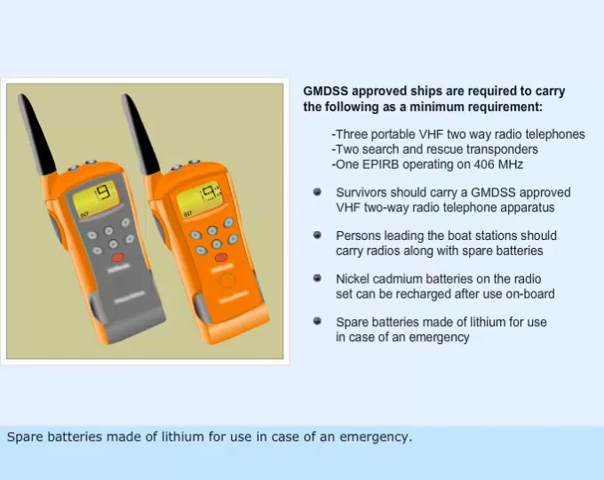 GMDSS approved ships are required to carry
the following as a minimum requirement:
-Three portable VHF two way radio telephones
-Two search and rescue transponders
-One EPIRB operating on 406 MHz
Survivors should carry a GMDSS approved
VHF two-way radio telephone apparatus
Persons leading the boat stations should
carry radios along with spare batteries
Nickel cadmium batteries on the radio
set can be recharged after use on-board
Spare batteries made of lithium for use
in case of an emergency
Spare batteries made of lithium for use in case of an emergency.